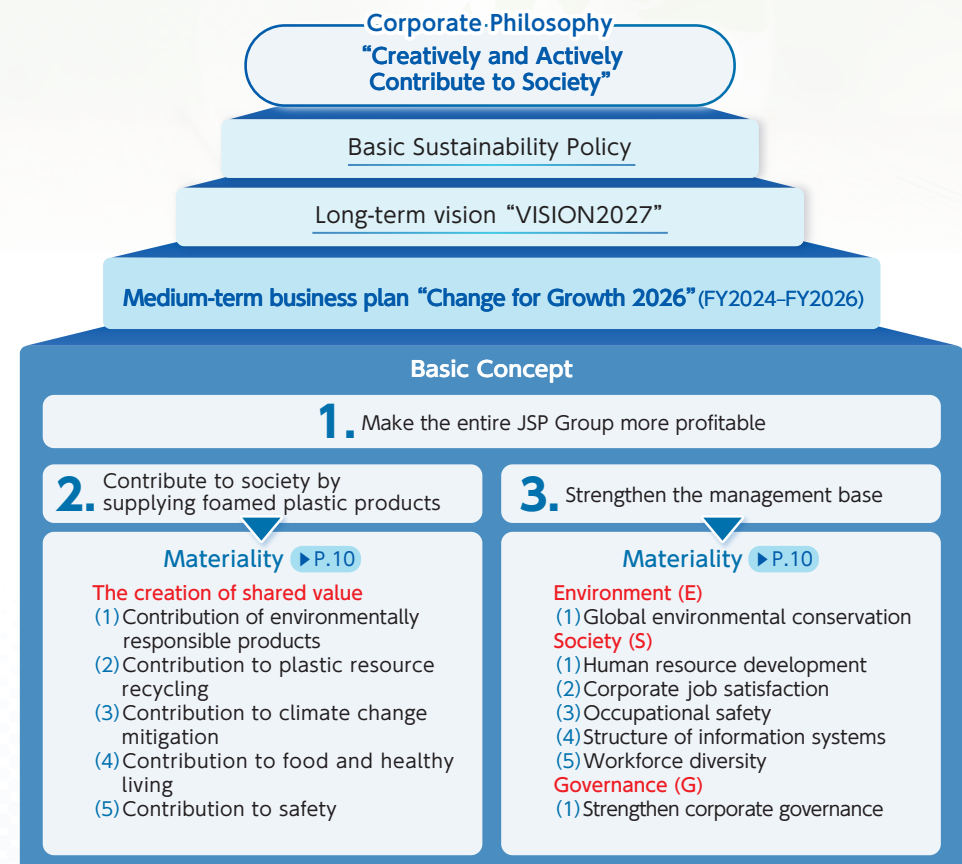 Corporate Philosophy
“Creatively and Actively
Contribute to Society”
Basic Sustainability Policy
Long-term vision “VISION2027”
Medium-term business plan “Change for Growth 2026” (FY2024–FY2026)
Basic Concept
1. Make the entire JSP Group more profitable
2. Contribute to society by
supplying foamed plastic products
Materiality ▶P.10
The creation of shared value
(1) Contribution of environmentally
responsible products
(2) Contribution to plastic resource
recycling
(3) Contribution to climate change
mitigation
(4) Contribution to food and healthy
living
(5) Contribution to safety
3. Strengthen the management base
Materiality ▶P.10
Environment (E)
(1) Global environmental conservation
Society (S)
(1) Human resource development
(2) Corporate job satisfaction
(3) Occupational safety
(4) Structure of information systems
(5) Workforce diversity
Governance (G)
(1) Strengthen corporate governance